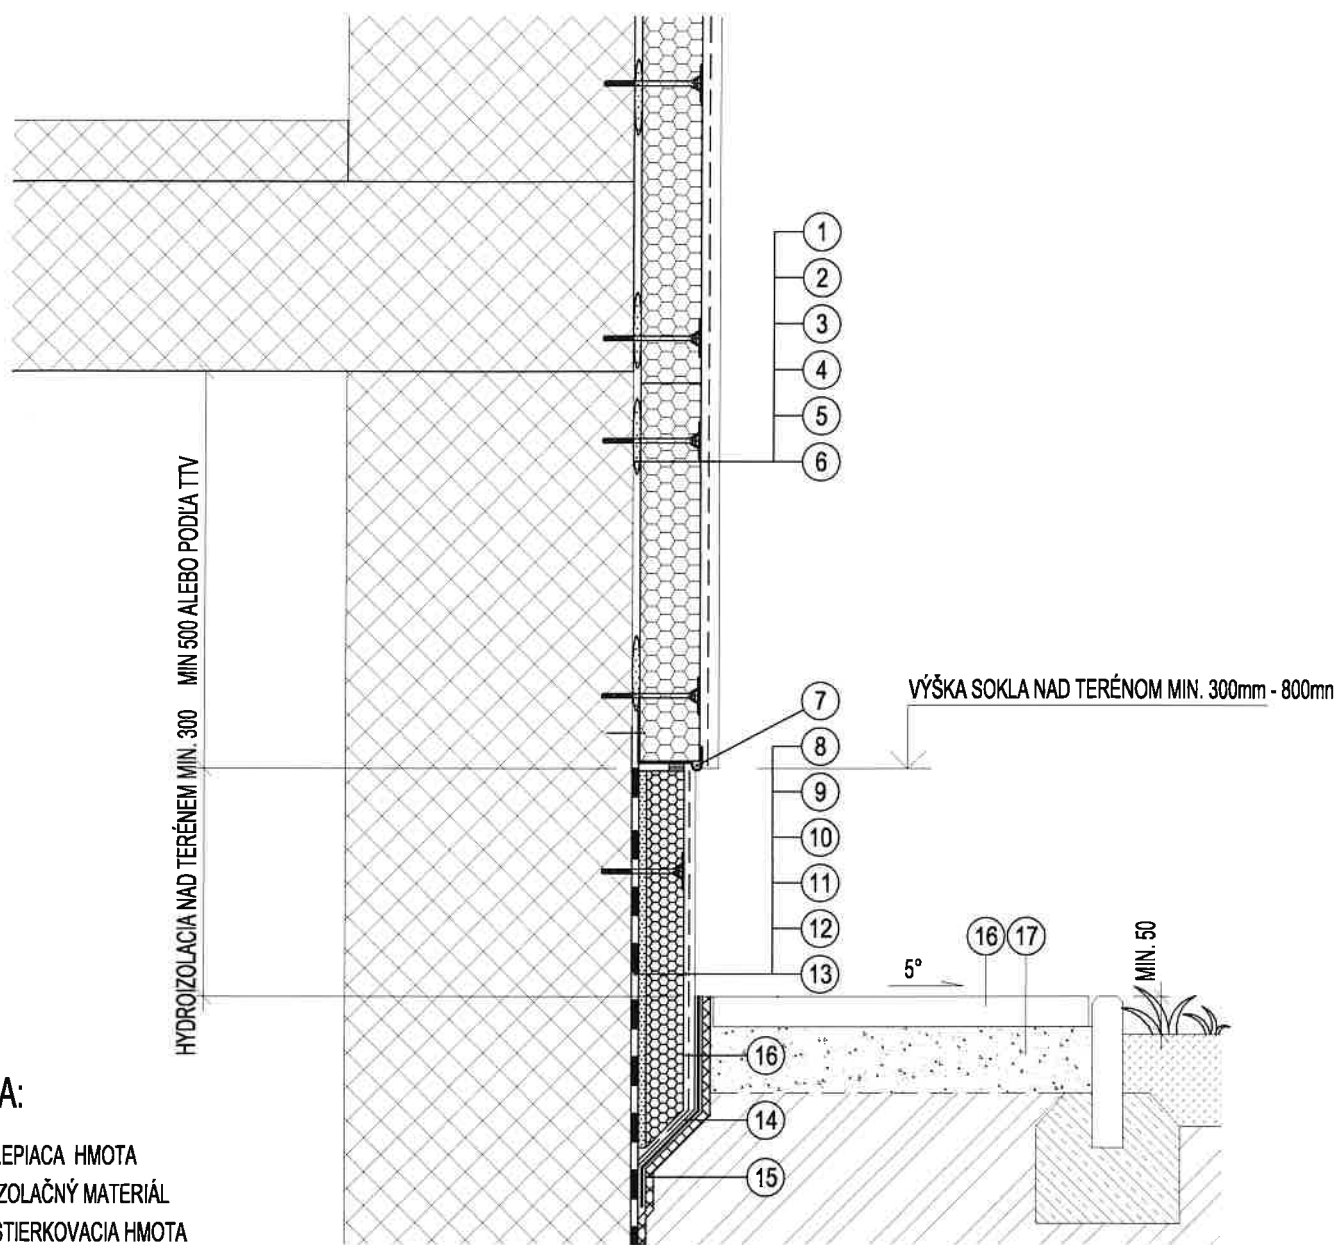 1
2
3
4
5
6
MIN 500 ALEBO PODĽA TTV
HYDROIZOLACIA NAD TERÉNEM MIN. 300
7
VÝŠKA SOKLA NAD TERÉNOM MIN. 300mm - 800mn
8
9
10
11
12
13
16 17
5°
MIN. 50
16
14
15
A:
EPIACA HMOTA
ZOLAČNÝ MATERIÁL
STIERKOVACIA HMOTA